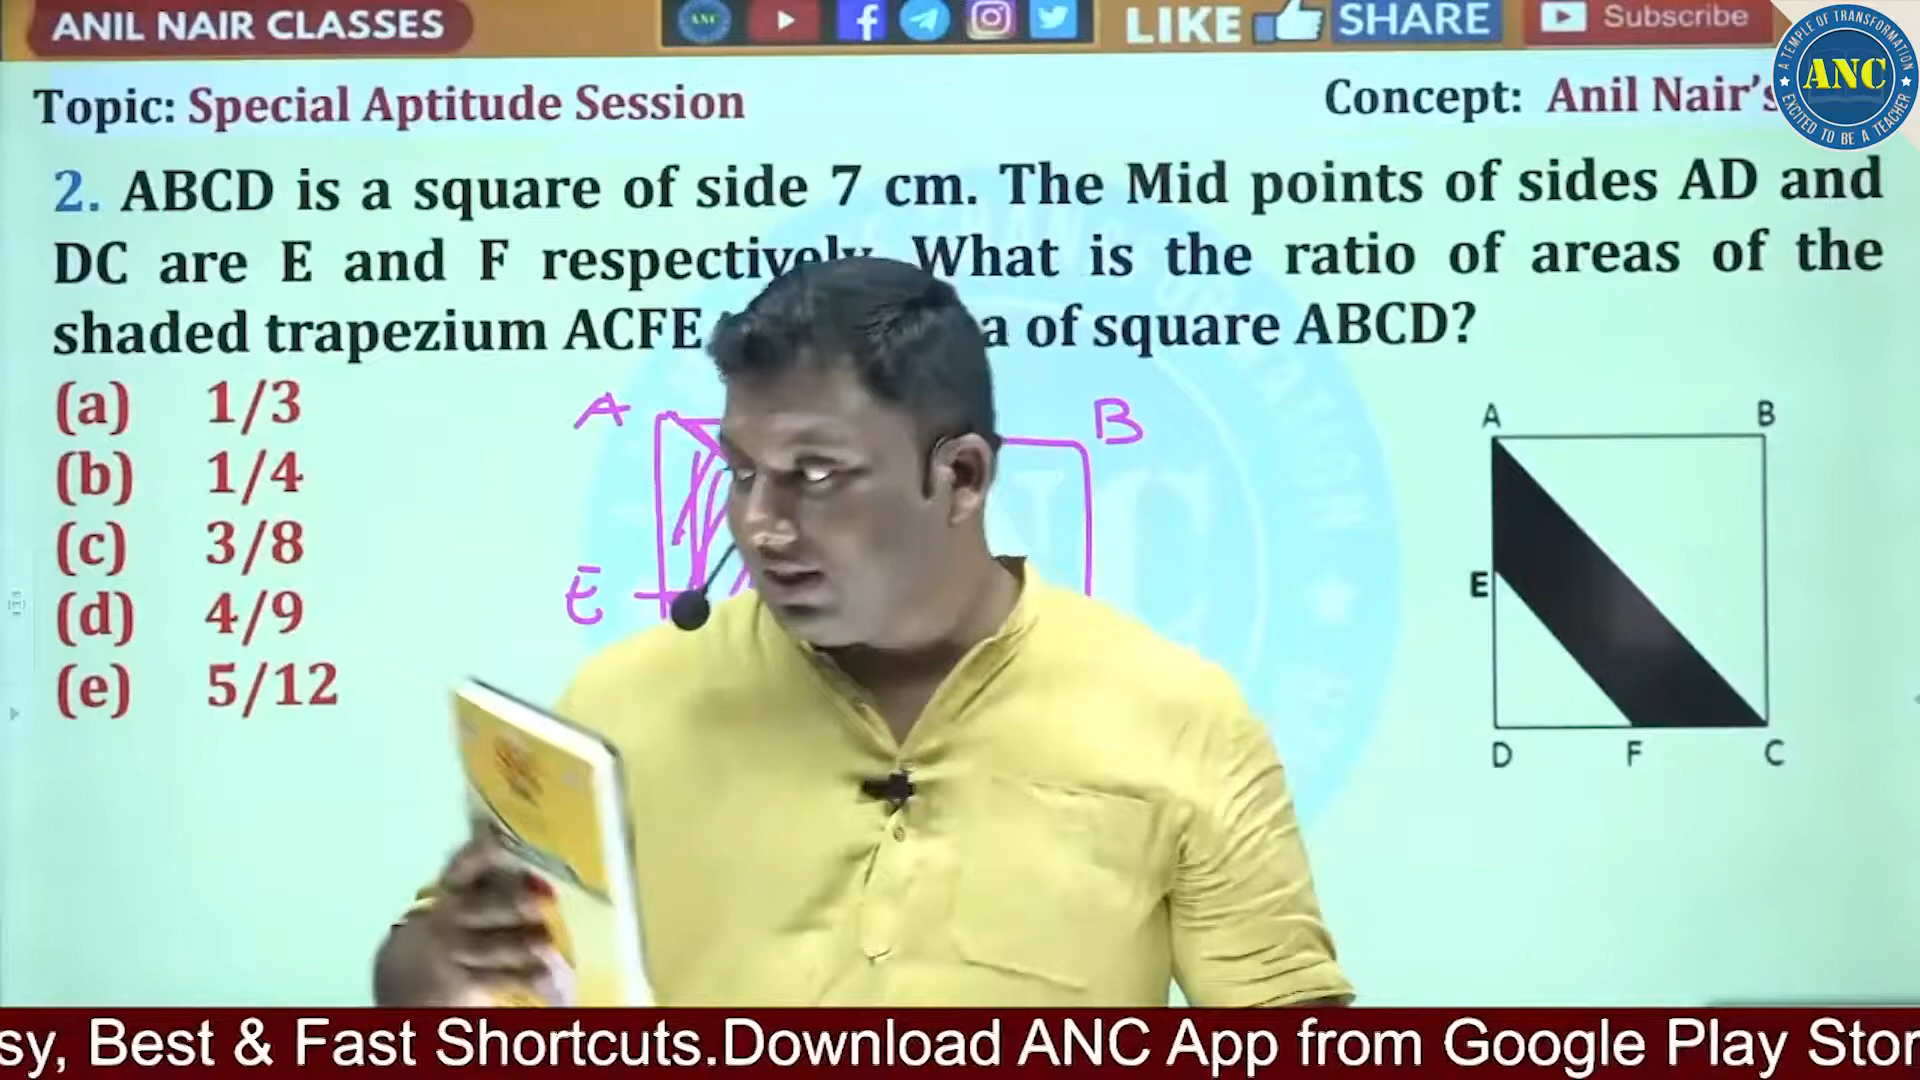 ANIL NAIR CLASSES
LIKE
SHARE
Subscribe
A TEMPLE OF TRANSFORMATION
ANC
EXCITED TO BE A TEACHER
Topic: Special Aptitude Session
Concept: Anil Nair's
2. ABCD is a square of side 7 cm. The Mid points of sides AD and
DC are E and F respectively. What is the ratio of areas of the
shaded trapezium ACFE a of square ABCD?
(a) 1/3
(b) 1/4
(c) 3/8
(d) 4/9
(e) 5/12
A B
E
A B
E
D F C
sy, Best & Fast Shortcuts.Download ANC App from Google Play Stor